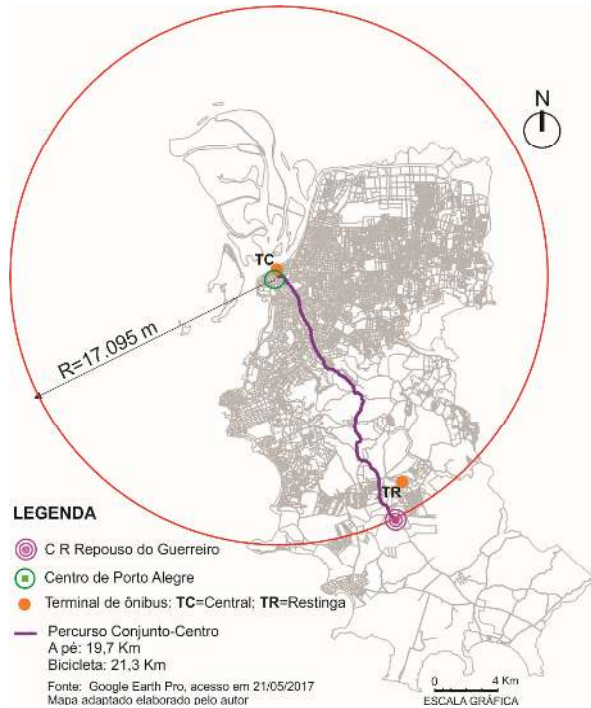 N
TC
R=17.095 m
TR
LEGENDA
C R Repouso do Guerreiro
Centro de Porto Alegre
Terminal de ônibus: TC=Central; TR=Restinga
Percurso Conjunto-Centro
A pé: 19,7 Km
Bicicleta: 21,3 Km
Fonte: Google Earth Pro, acesso em 21/05/2017
Mapa adaptado elaborado pelo autor
0 4 Km
ESCALA GRÁFICA